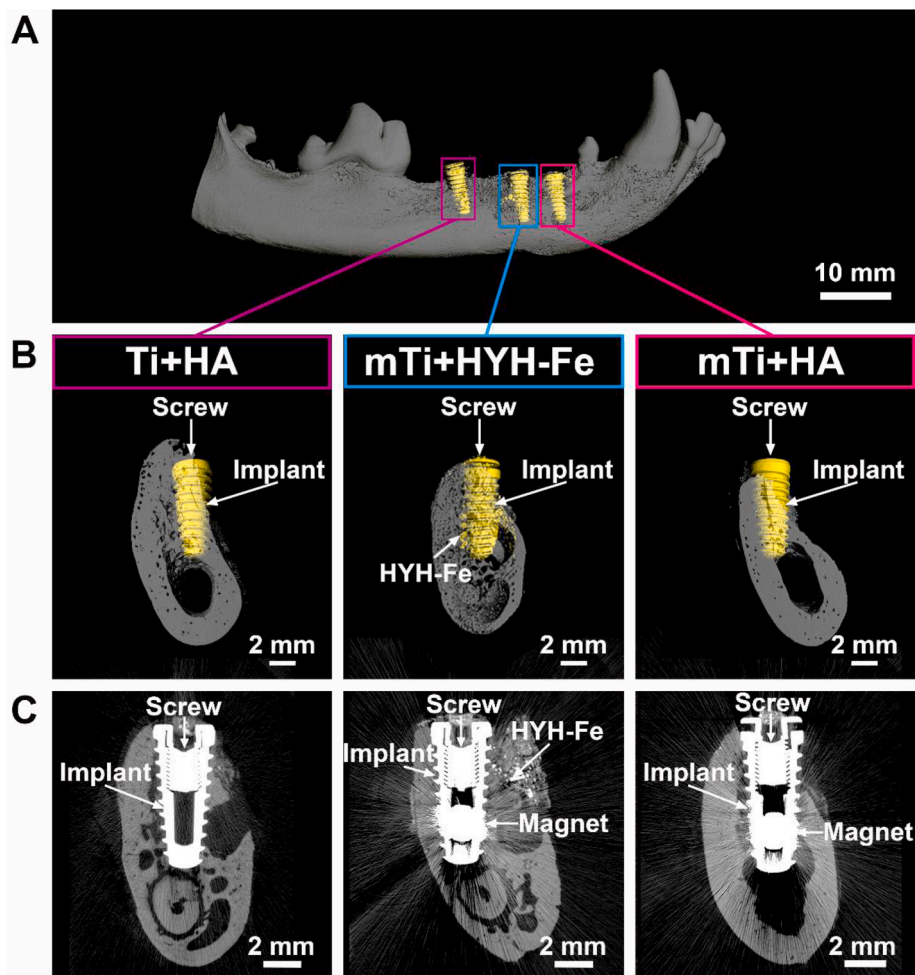 A
10 mm
B
Ti+HA
mTi+HYH-Fe
mTi+HA
Screw
Implant
2 mm
Screw
Implant
HYH-Fe
2 mm
Screw
Implant
2 mm
C
Screw
Implant
2 mm
Screw
HYH-Fe
Implant
Magnet
2 mm
Screw
Implant
Magnet
2 mm